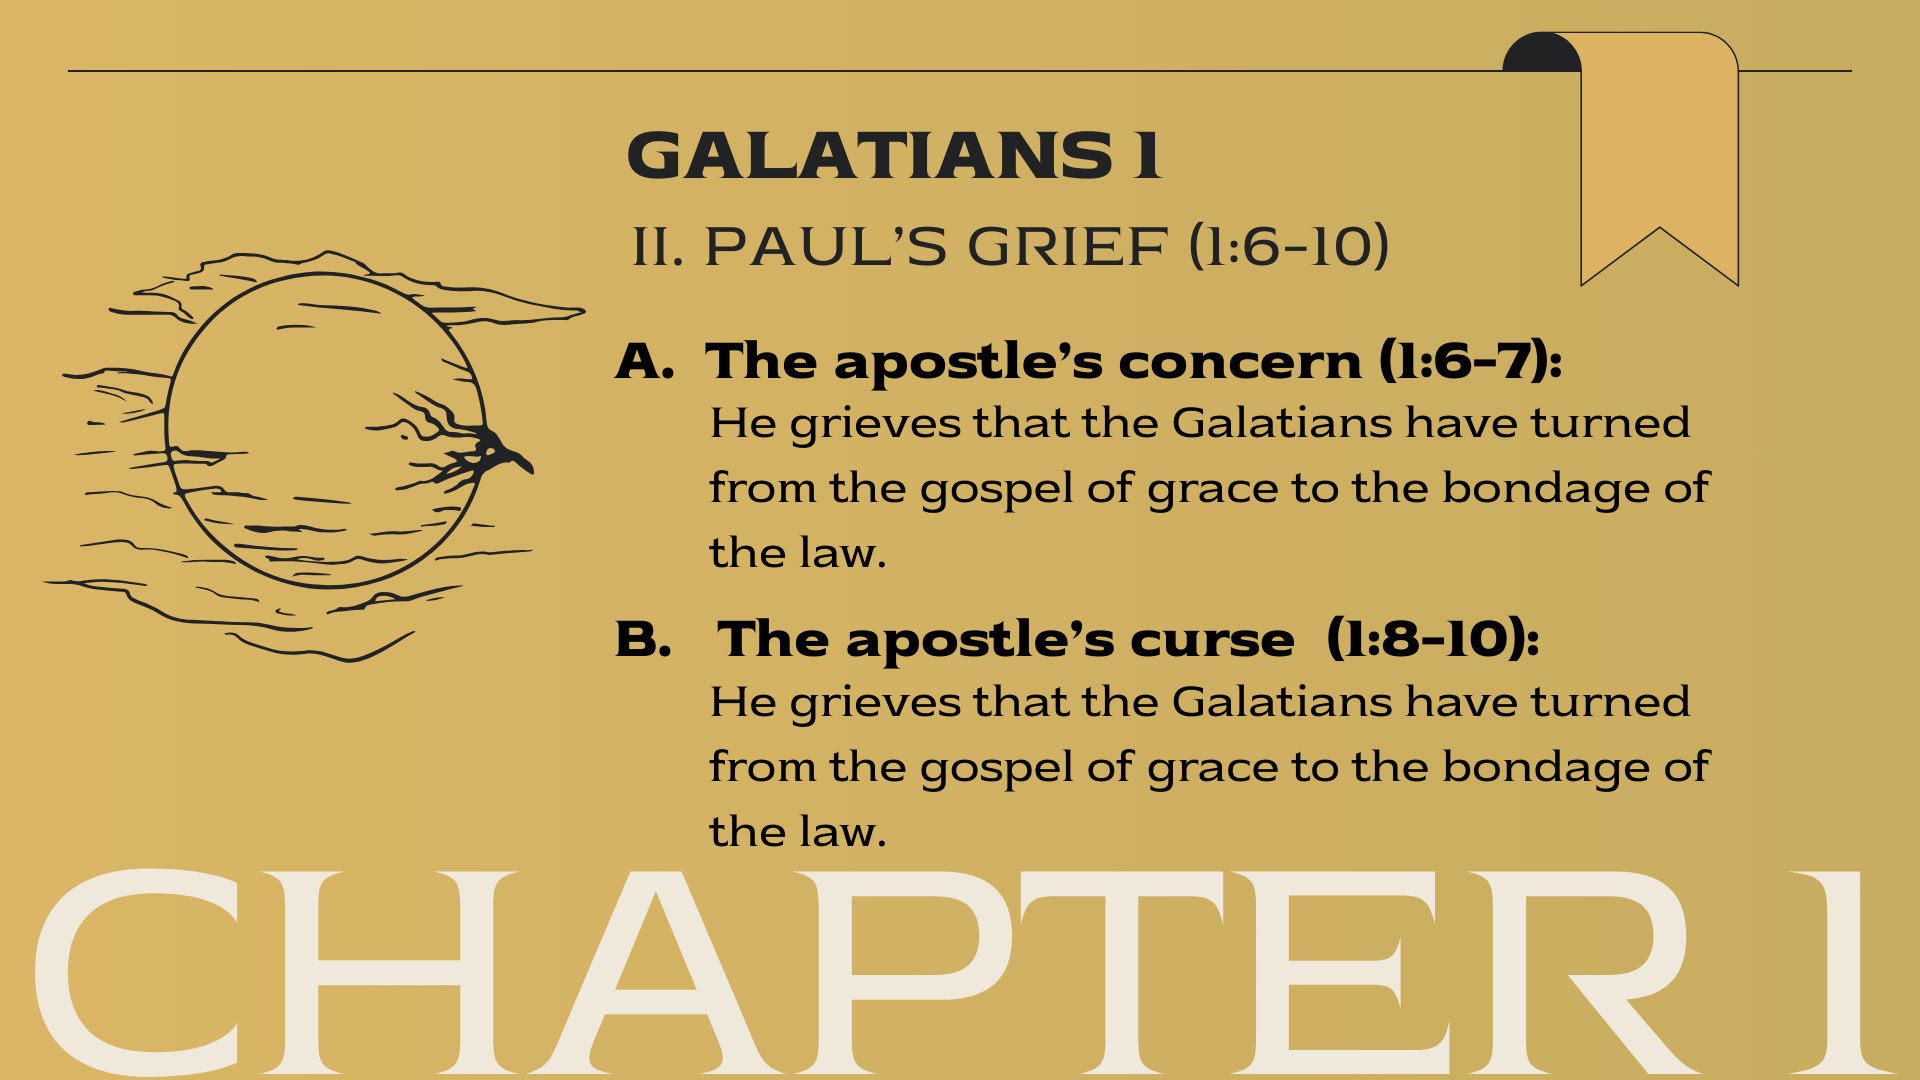 GALATIANS 1
II. PAUL’S GRIEF (1:6-10)
A. The apostle’s concern (1:6-7):
He grieves that the Galatians have turned
from the gospel of grace to the bondage of
the law.
B. The apostle’s curse (1:8-10):
He grieves that the Galatians have turned
from the gospel of grace to the bondage of
the law.
CHAPTER 1